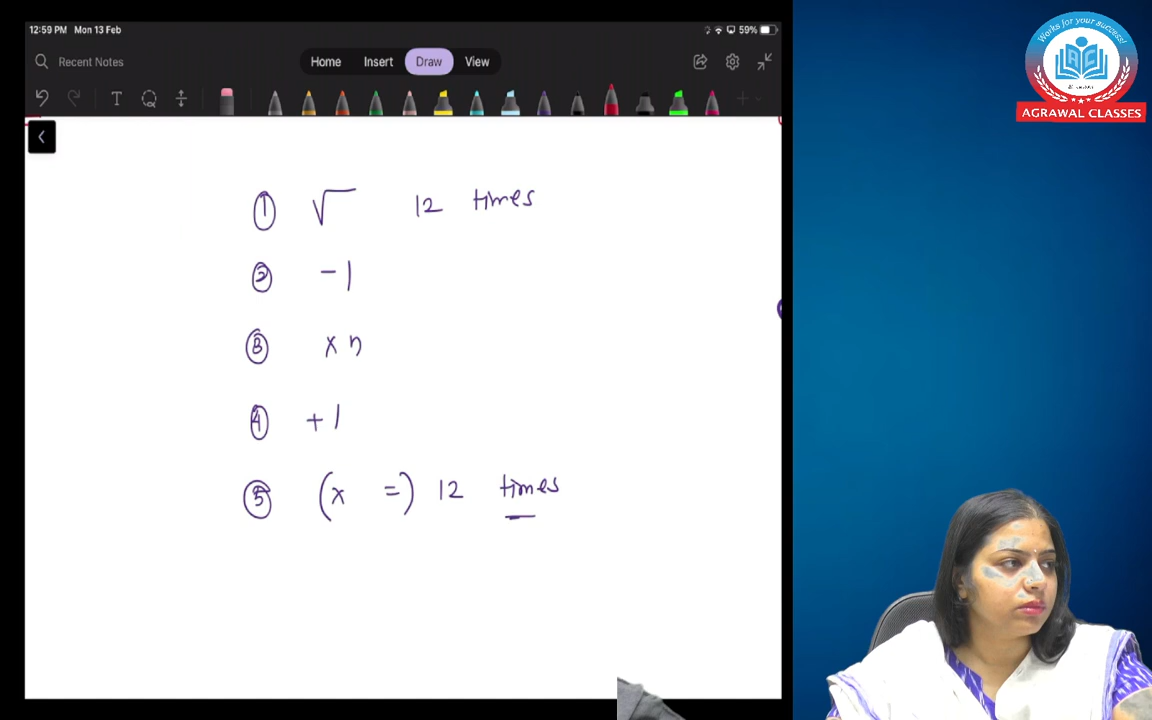 12:59 PM Mon 13 Feb
59%
Recent Notes
Home Insert Draw View
T
① √ 12 times
② -1
③ × n
④ +1
⑤ (× =) 12 times
Works for your success!
AC
AGRAWAL CLASSES